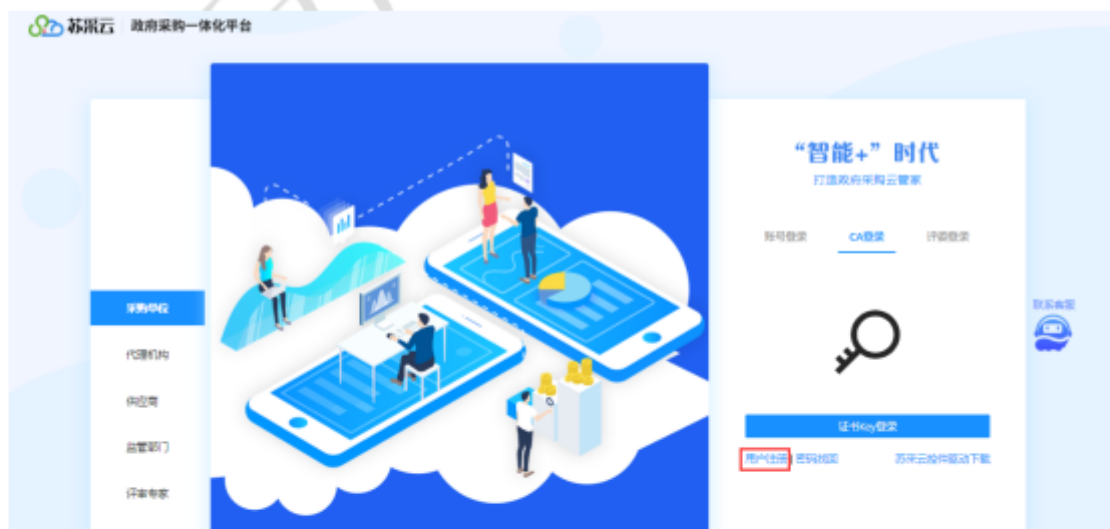 苏采云 政府采购一体化平台
“智能+”时代
打造政府采购云管家
账号登录 CA登录 评委登录
联系客服
采购单位
代理机构
供应商
监管部门
评审专家
证书Key登录
用户注册 密码找回 苏采云控件驱动下载